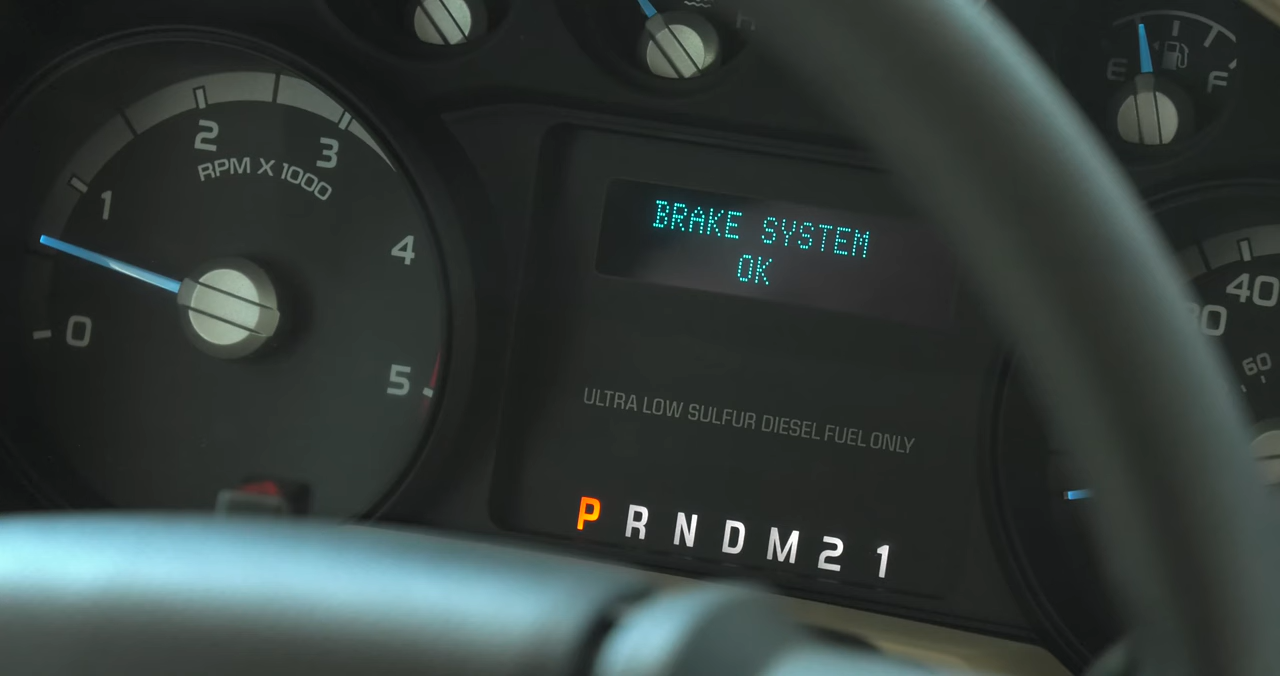 H
E
F
2
3
RPM X 1000
1
4
0
5
BRAKE SYSTEM
OK
ULTRA LOW SULFUR DIESEL FUEL ONLY
P R N D M 2 1
40
60